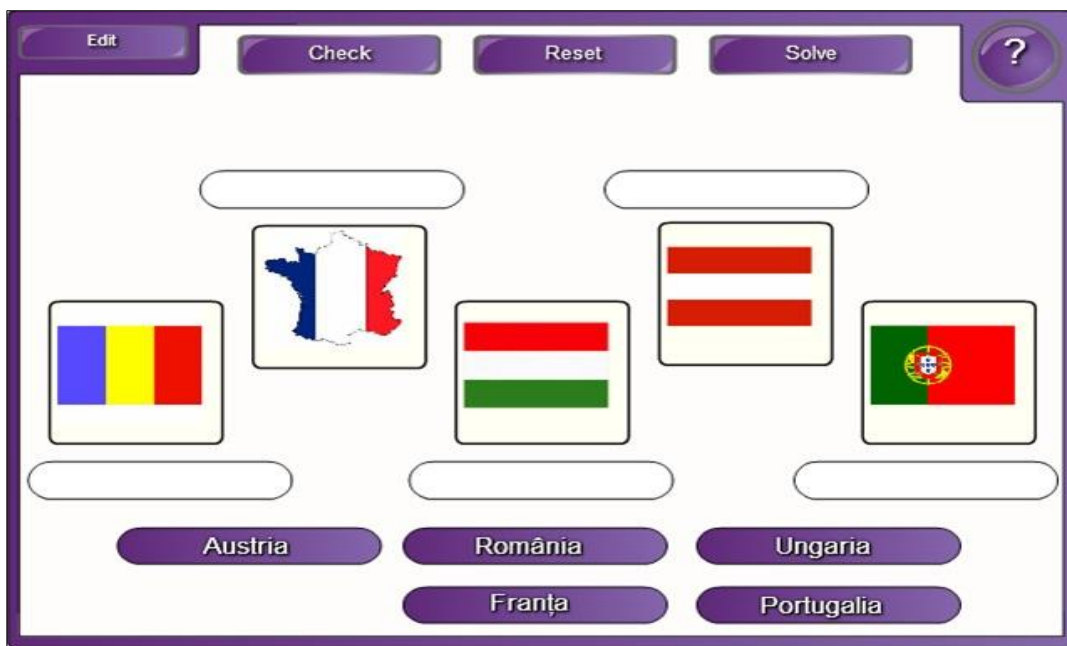 Edit
Check Reset Solve ?
Austria România Ungaria
Franța Portugalia